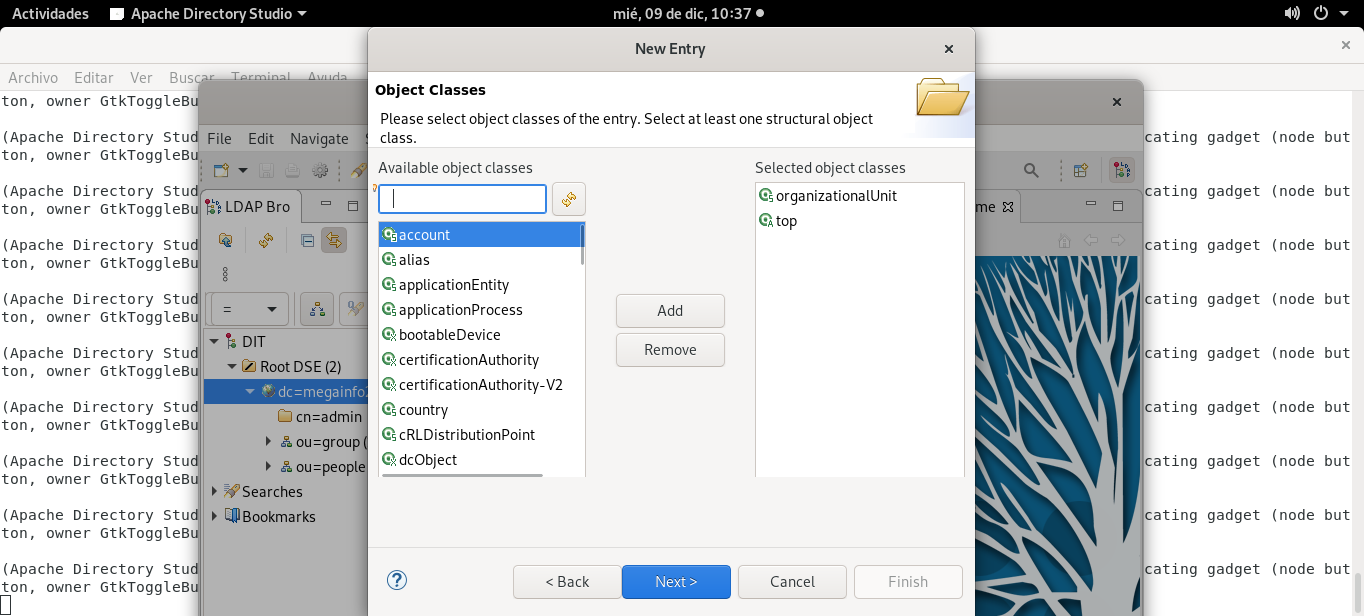 Actividades Apache Directory Studio mié, 09 de dic, 10:37
New Entry
Archivo Editar Ver Buscar Terminal Ayuda
Object Classes
Please select object classes of the entry. Select at least one structural object
class.
Available object classes
Selected object classes
account
alias
applicationEntity
applicationProcess
bootableDevice
certificationAuthority
certificationAuthority-V2
country
cRLDistributionPoint
dcObject
organizationalUnit
top
Add
Remove
< Back Next > Cancel Finish
File Edit Navigate
LDAP Bro
me
=
DIT
Root DSE (2)
dc=megainfo
cn=admin
ou=group (
ou=people
Searches
Bookmarks
ton, owner GtkToggleBu
(Apache Directory Stud cating gadget (node but
ton, owner GtkToggleBu
(Apache Directory Stud cating gadget (node but
ton, owner GtkToggleBu
(Apache Directory Stud cating gadget (node but
ton, owner GtkToggleBu
(Apache Directory Stud cating gadget (node but
ton, owner GtkToggleBu
(Apache Directory Stud cating gadget (node but
ton, owner GtkToggleBu
(Apache Directory Stud cating gadget (node but
ton, owner GtkToggleBu
(Apache Directory Stud cating gadget (node but
ton, owner GtkToggleBu
(Apache Directory Stud cating gadget (node but
ton, owner GtkToggleBu
(Apache Directory Stud cating gadget (node but
ton, owner GtkToggleBu